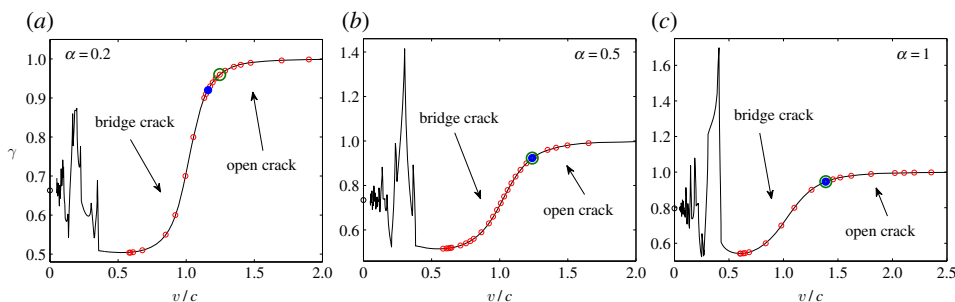 (a)
α = 0.2
1.0
0.9
0.8
0.7
0.6
0.5
γ
bridge crack
open crack
0
0.5
1.0
1.5
2.0
v/c
(b)
α = 0.5
1.4
1.2
1.0
0.8
0.6
bridge crack
open crack
0
0.5
1.0
1.5
2.0
v/c
(c)
α = 1
1.6
1.4
1.2
1.0
0.8
0.6
bridge crack
open crack
0
0.5
1.0
1.5
2.0
2.5
v/c